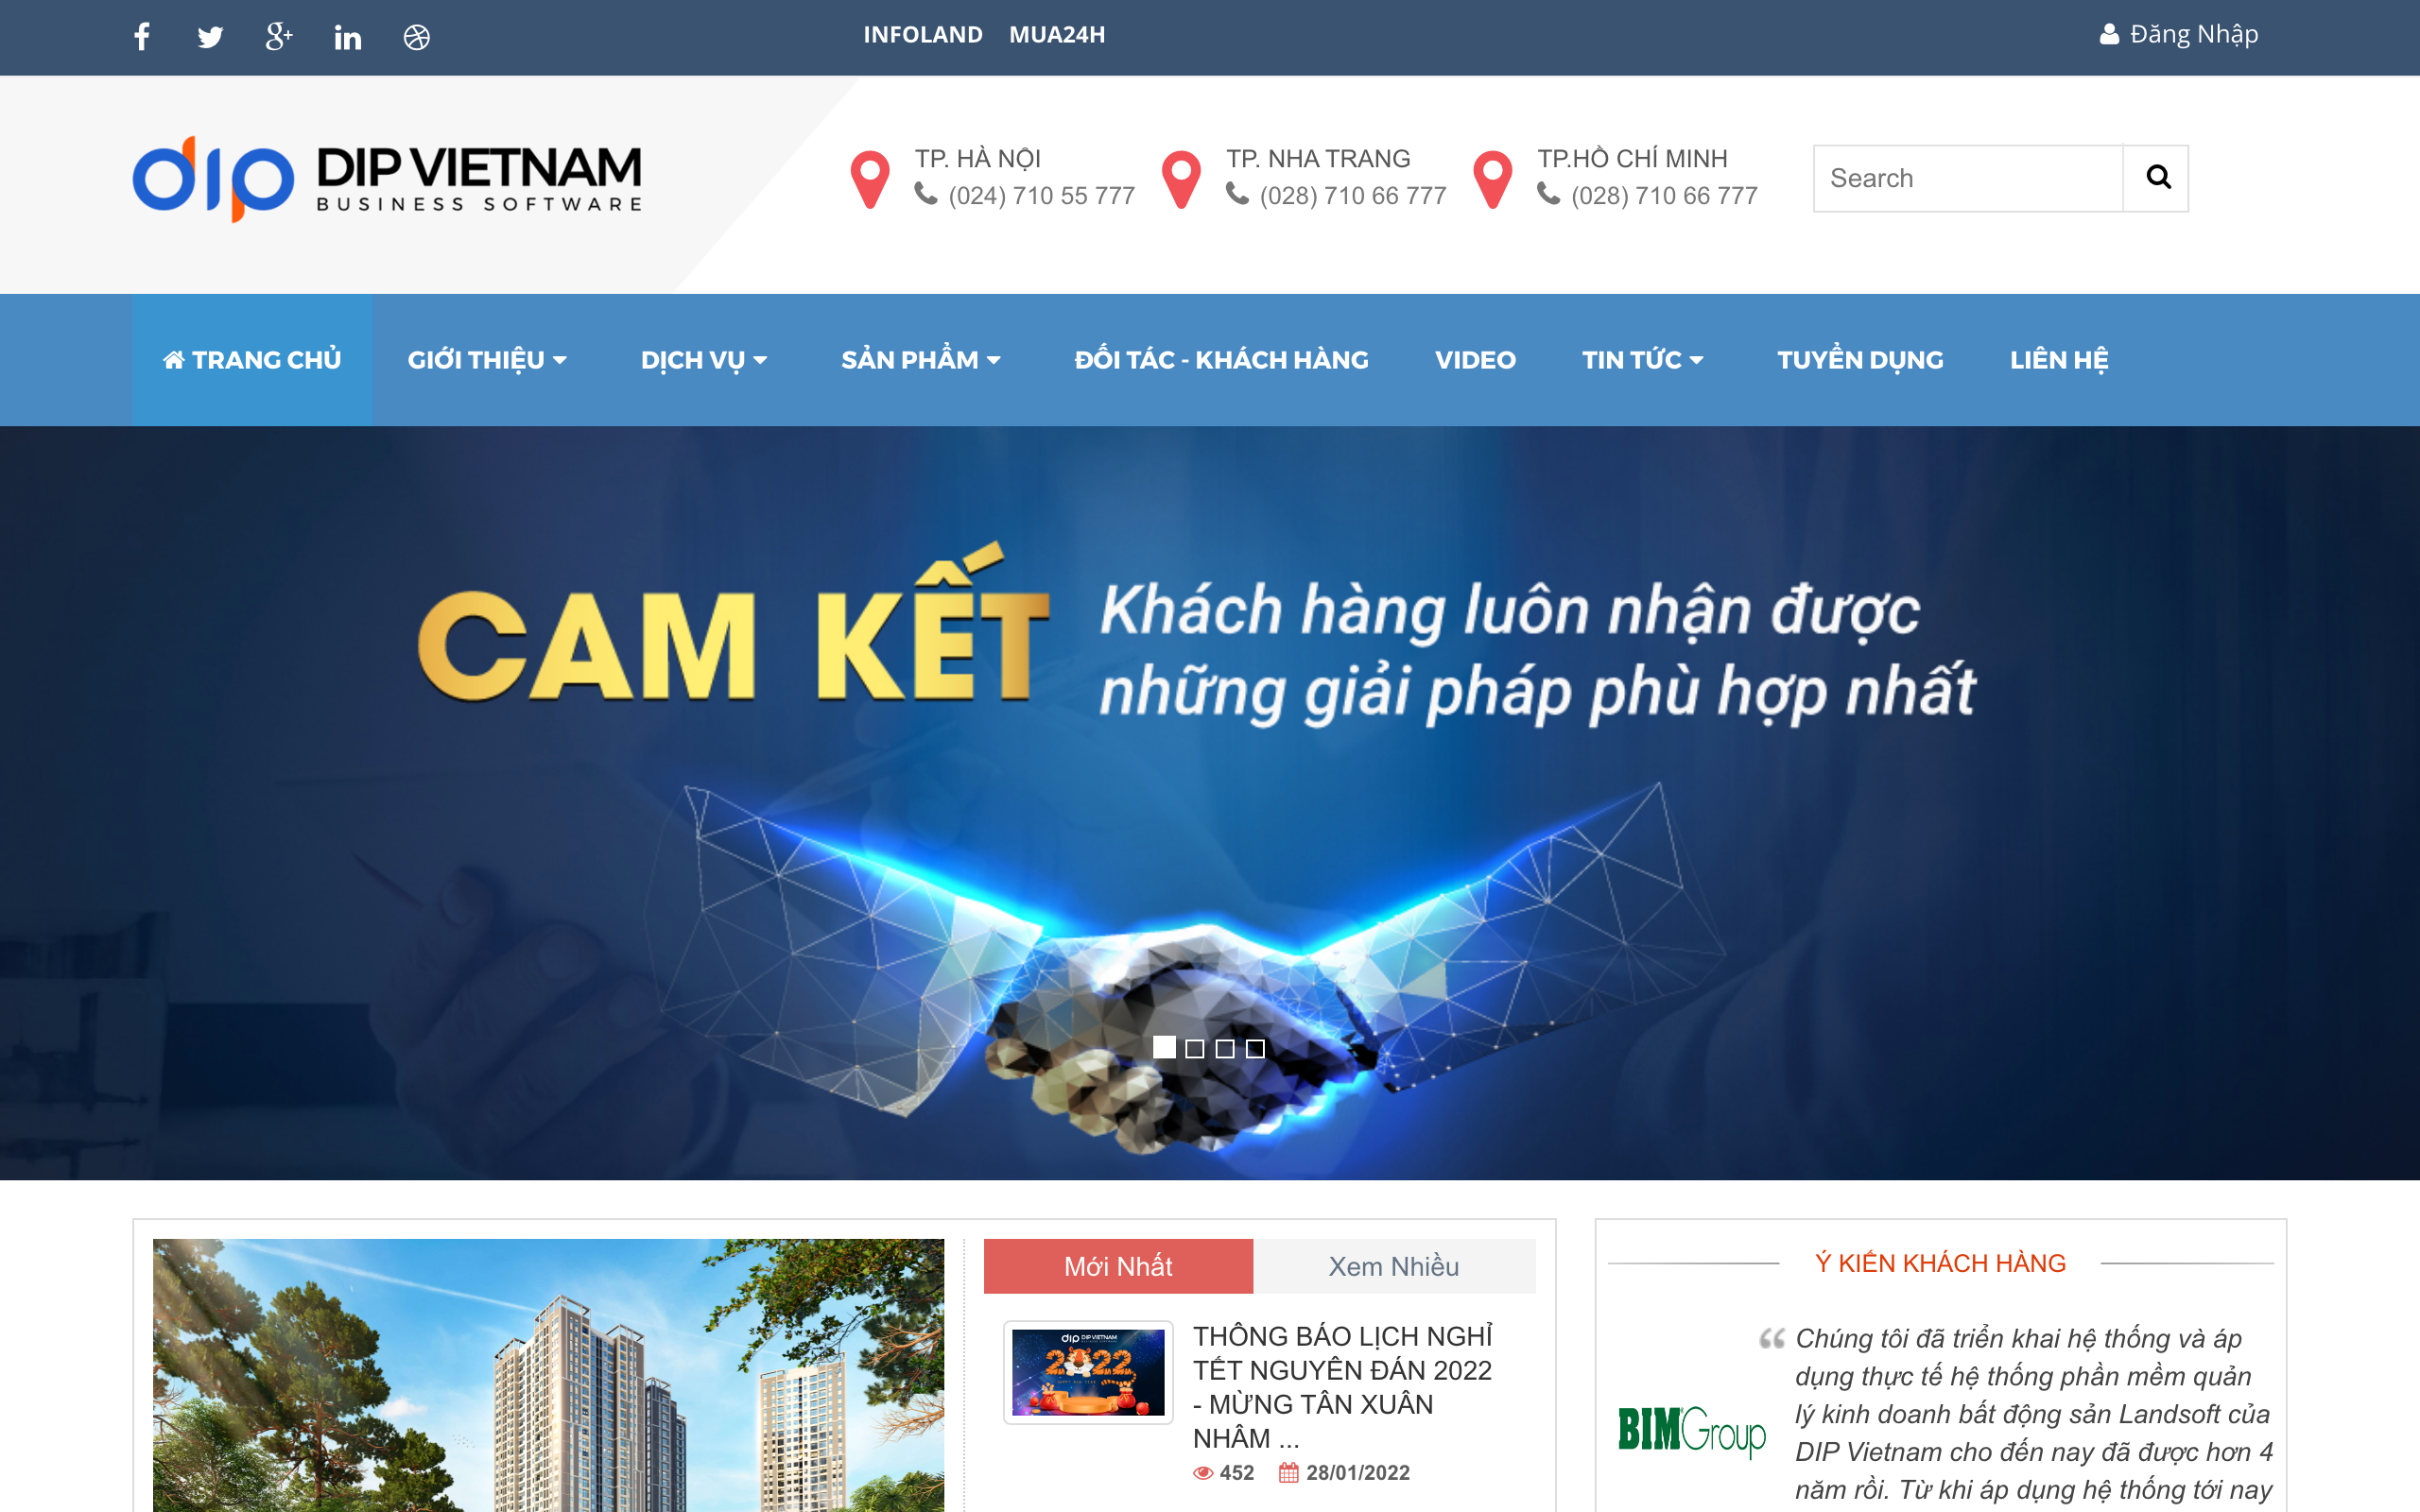 INFOLAND MUA24H
Đăng Nhập
dip DIP VIETNAM
BUSINESS SOFTWARE
TP. HÀ NỘI
(024) 710 55 777
TP. NHA TRANG
(028) 710 66 777
TP.HỒ CHÍ MINH
(028) 710 66 777
Search
TRANG CHỦ GIỚI THIỆU DỊCH VỤ SẢN PHẨM ĐỐI TÁC - KHÁCH HÀNG VIDEO TIN TỨC TUYỂN DỤNG LIÊN HỆ
CAM KẾT
Khách hàng luôn nhận được
những giải pháp phù hợp nhất
Mới Nhất Xem Nhiều
dip DIP VIETNAM
2022
THÔNG BÁO LỊCH NGHỈ
TẾT NGUYÊN ĐÁN 2022
- MỪNG TÂN XUÂN
NHÂM ...
452 28/01/2022
Ý KIẾN KHÁCH HÀNG
BIMGroup
Chúng tôi đã triển khai hệ thống và áp
dụng thực tế hệ thống phần mềm quản
lý kinh doanh bất động sản Landsoft của
DIP Vietnam cho đến nay đã được hơn 4
năm rồi. Từ khi áp dụng hệ thống tới nay